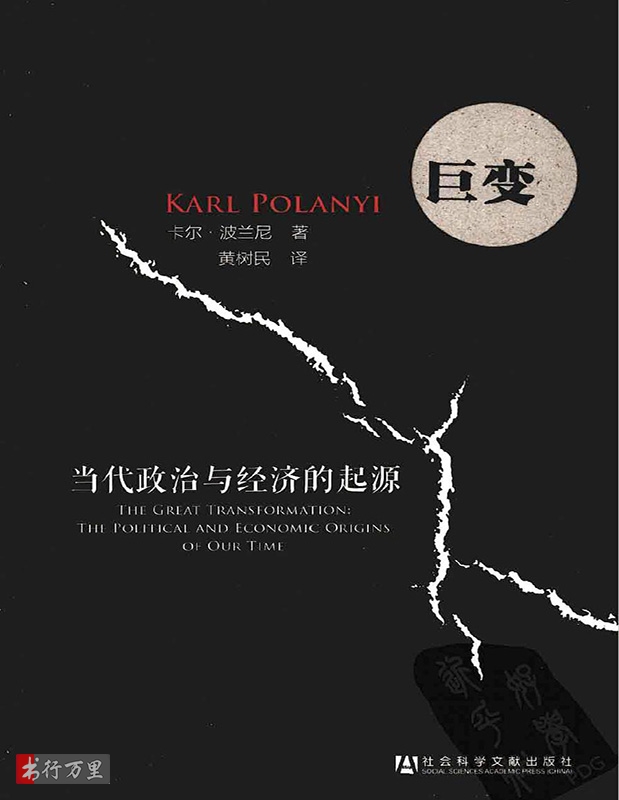 巨变
KARL POLANYI
卡尔·波兰尼 著
黄树民 译
当代政治与经济的起源
THE GREAT TRANSFORMATION:
THE POLITICAL AND ECONOMIC ORIGINS
OF OUR TIME
书行万里
社会科学文献出版社
SOCIAL SCIENCES ACADEMIC PRESS (CHINA)
PDG